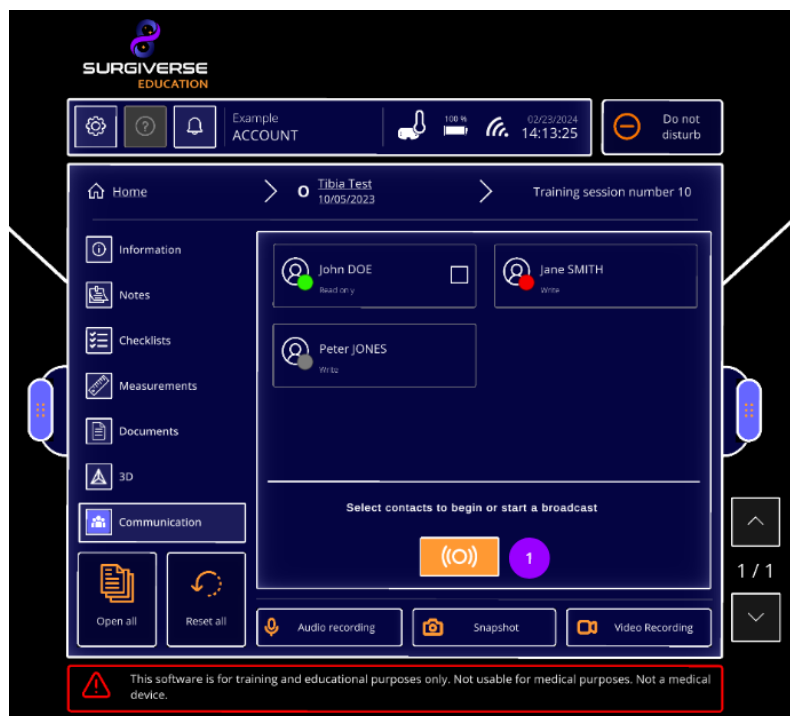 SURGIVERSE
EDUCATION
Example
ACCOUNT
100 %
02/23/2024
14:13:25
Do not
disturb
Home
O
Tibia Test
10/05/2023
Training session number 10
Information
Notes
Checklists
Measurements
Documents
3D
Communication
John DOE
Read only
Jane SMITH
Write
Peter JONES
Write
Select contacts to begin or start a broadcast
1
1 / 1
Open all
Reset all
Audio recording
Snapshot
Video Recording
This software is for training and educational purposes only. Not usable for medical purposes. Not a medical
device.